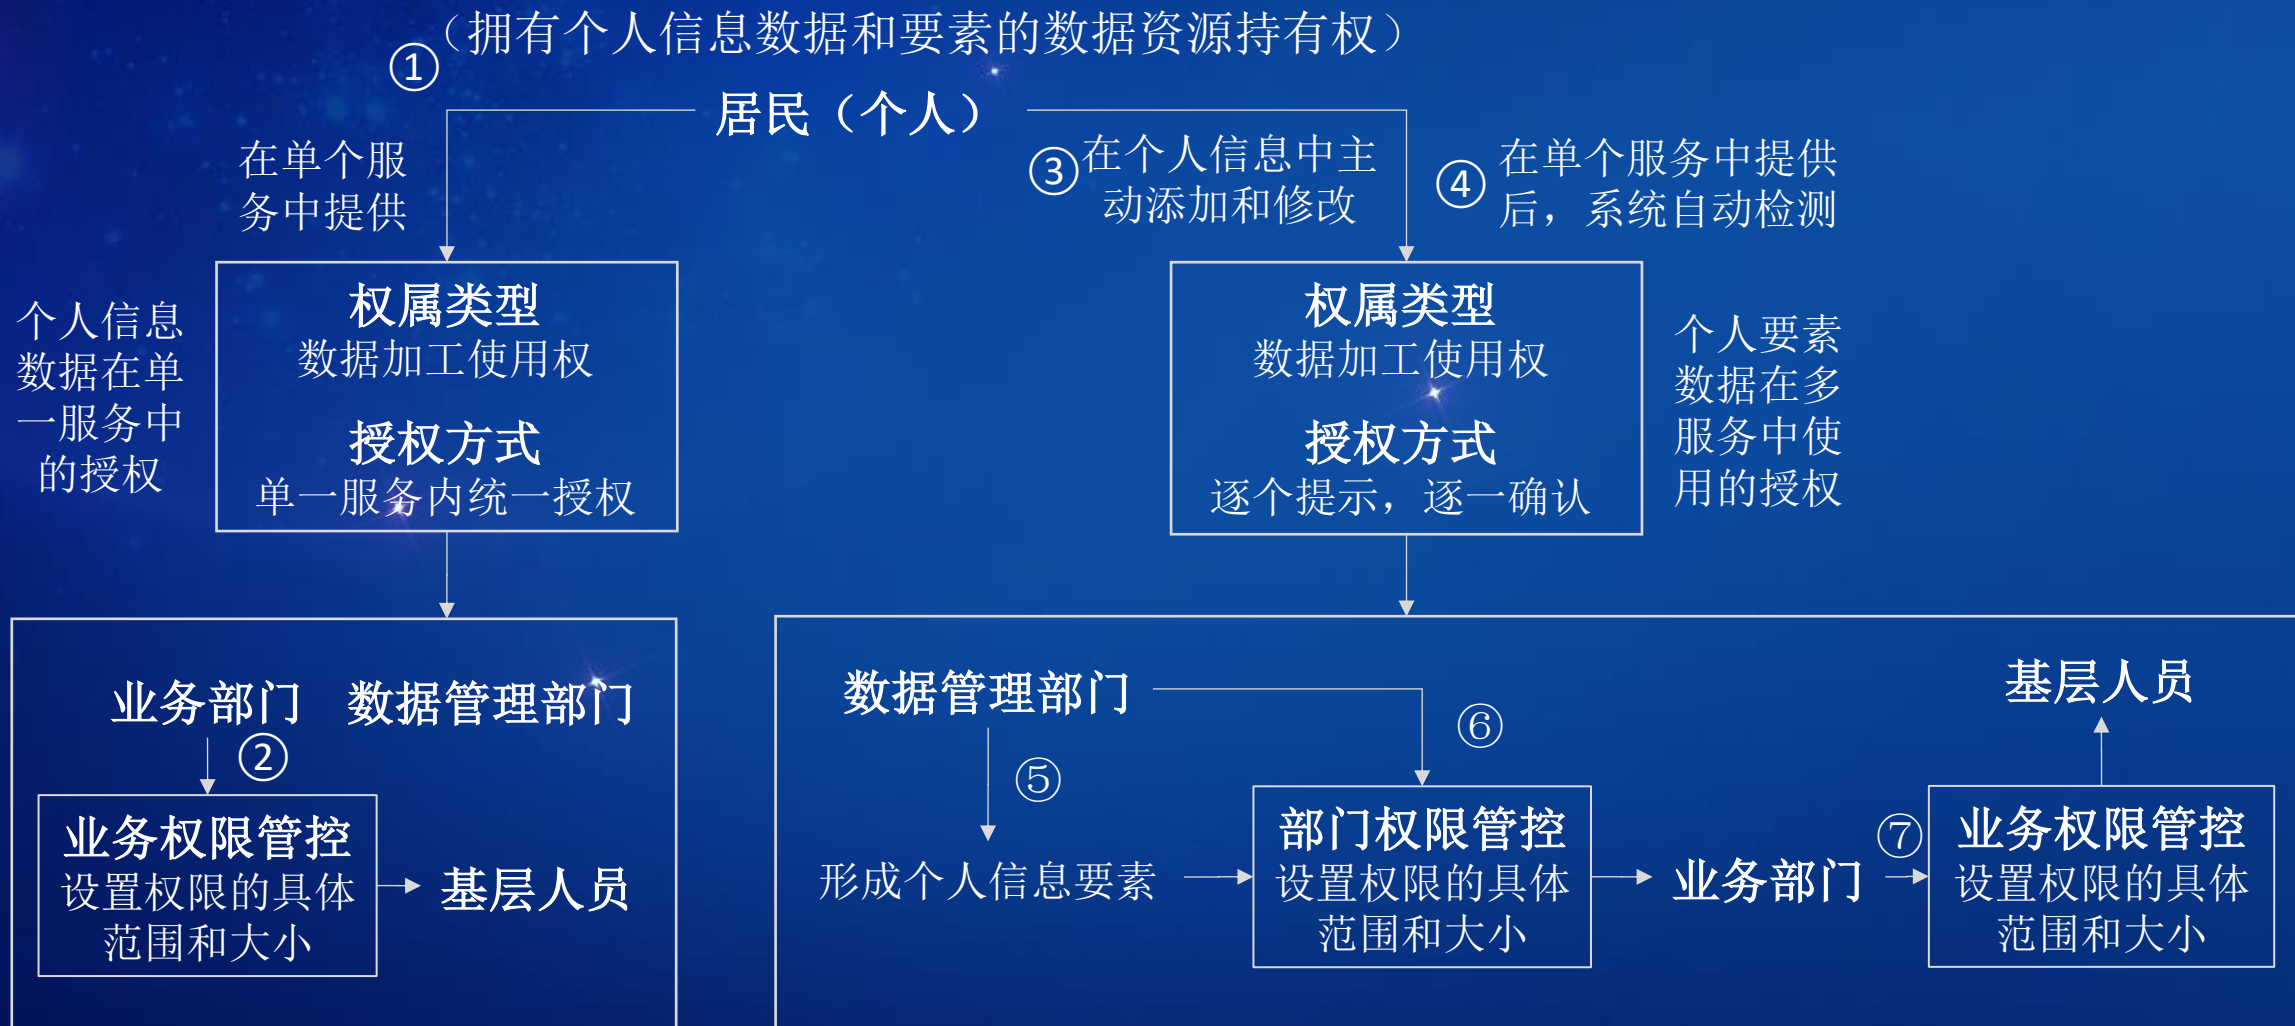 （拥有个人信息数据和要素的数据资源持有权）
①
居民（个人）
在单个服
务中提供
③
在个人信息中主
动添加和修改
④
在单个服务中提供
后，系统自动检测
个人信息
数据在单
一服务中
的授权
权属类型
数据加工使用权
授权方式
单一服务内统一授权
权属类型
数据加工使用权
授权方式
逐个提示，逐一确认
个人要素
数据在多
服务中使
用的授权
业务部门
数据管理部门
②
业务权限管控
设置权限的具体
范围和大小
基层人员
数据管理部门
⑤
⑥
形成个人信息要素
部门权限管控
设置权限的具体
范围和大小
业务部门
⑦
业务权限管控
设置权限的具体
范围和大小
基层人员